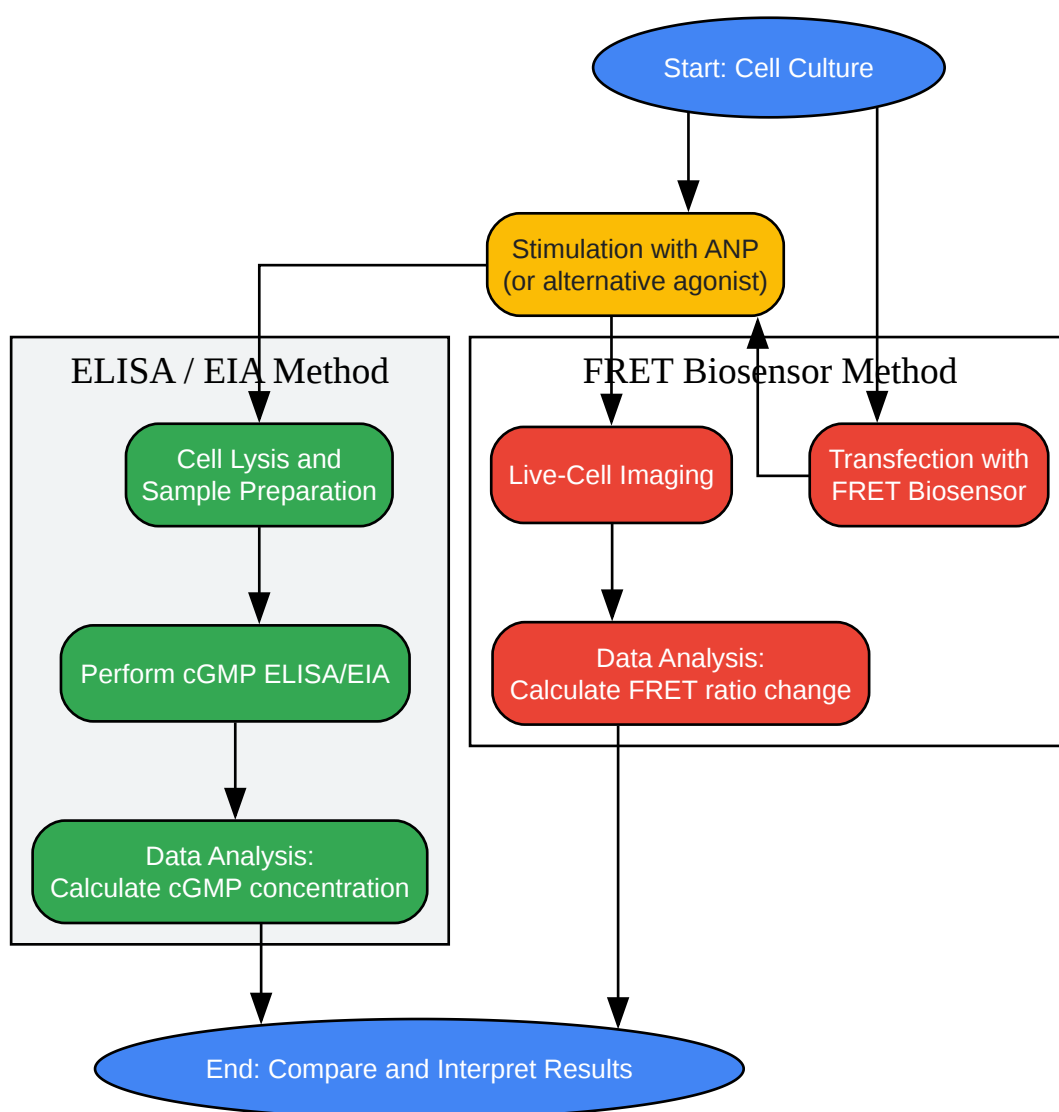 Start: Cell Culture
Stimulation with ANP
(or alternative agonist)
ELISA / EIA Method
Cell Lysis and
Sample Preparation
Perform cGMP ELISA/EIA
Data Analysis:
Calculate cGMP concentration
FRET Biosensor Method
Live-Cell Imaging
Transfection with
FRET Biosensor
Data Analysis:
Calculate FRET ratio change
End: Compare and Interpret Results